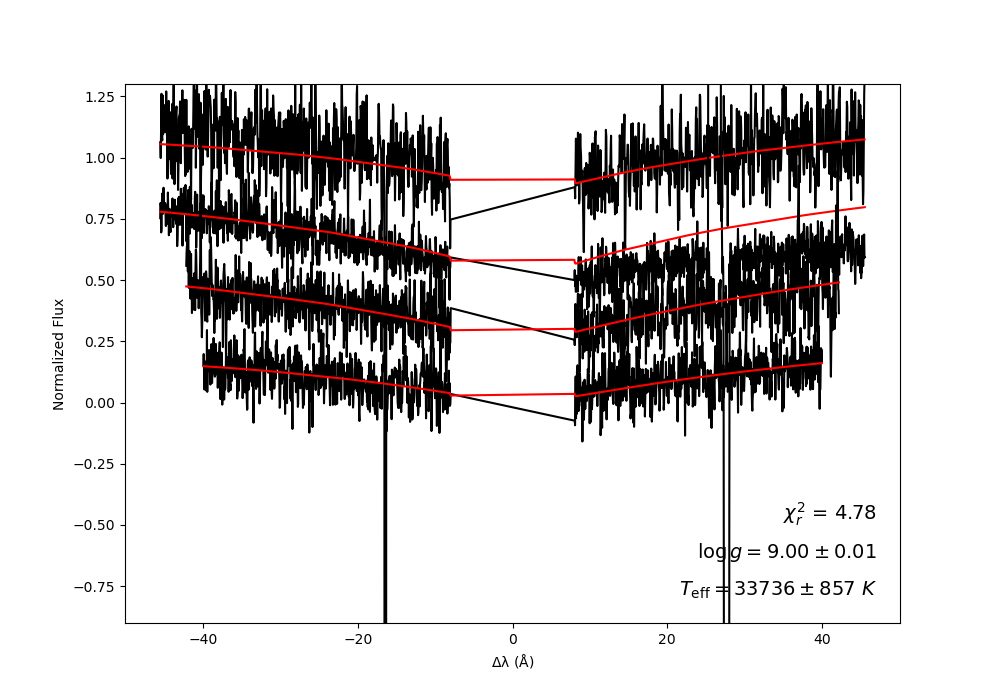 1.25
1.00
0.75
0.50
0.25
0.00
−0.25
−0.50
−0.75
Normalized Flux
χ²ᵣ = 4.78
log g = 9.00 ± 0.01
T_eff = 33736 ± 857 K
−40 −20 0 20 40
Δλ (Å)